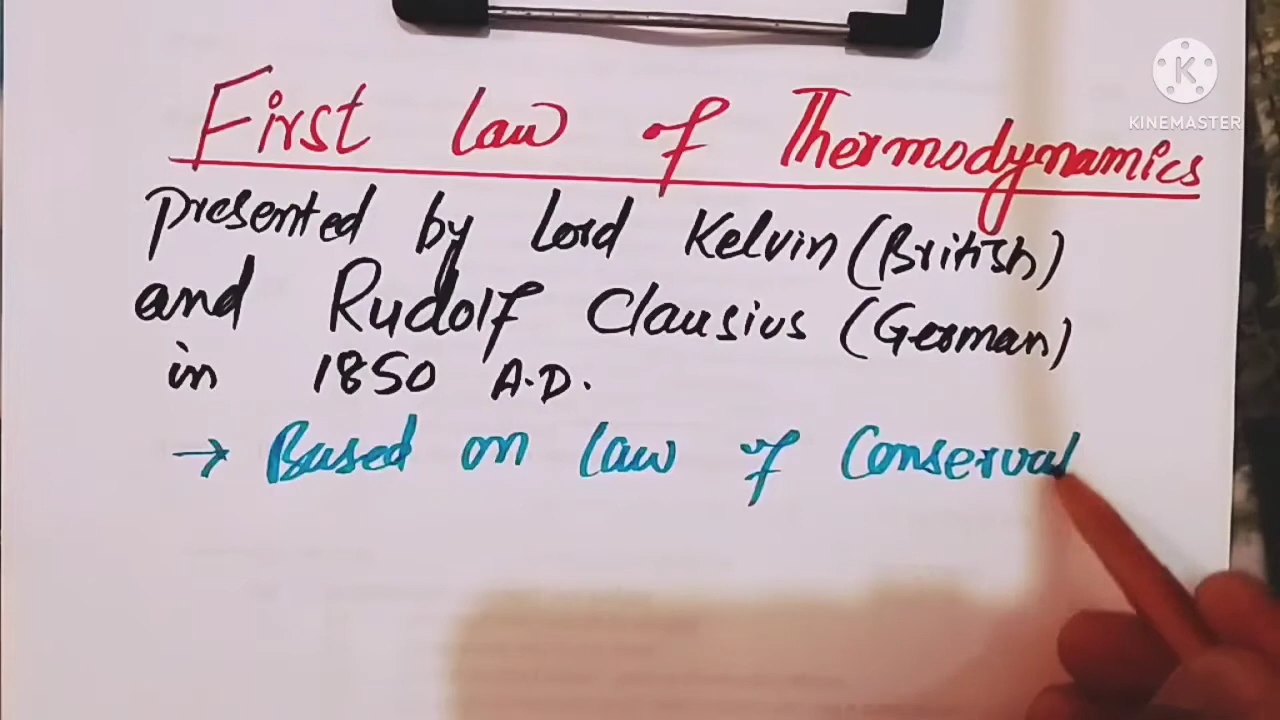 First law of Thermodynamics
presented by Lord Kelvin (British)
and Rudolf Clausius (German)
in 1850 A.D.
→ Based on law of Conservat
K
KINEMASTER